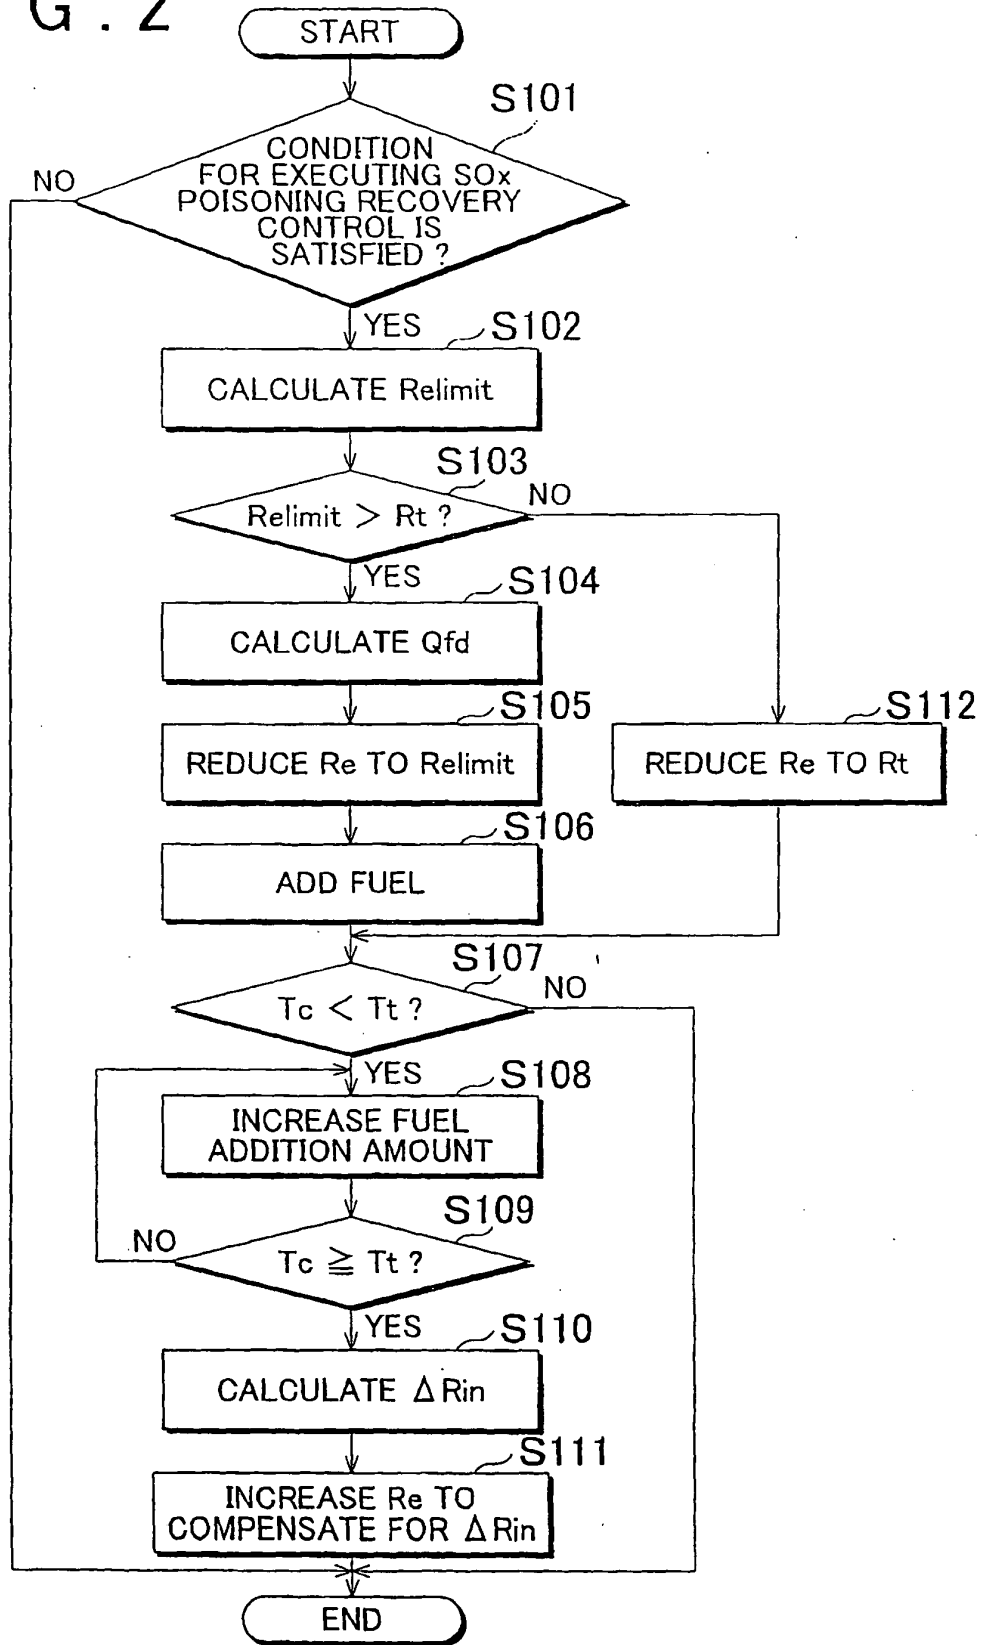 G . 2
START
S101
CONDITION
FOR EXECUTING SOx
POISONING RECOVERY
CONTROL IS
SATISFIED ?
NO
YES
S102
CALCULATE Relimit
S103
Relimit > Rt ?
NO
YES
S104
CALCULATE Qfd
S105
REDUCE Re TO Relimit
S112
REDUCE Re TO Rt
S106
ADD FUEL
S107
Tc < Tt ?
NO
YES
S108
INCREASE FUEL
ADDITION AMOUNT
S109
Tc ≧ Tt ?
NO
YES
S110
CALCULATE ΔRin
S111
INCREASE Re TO
COMPENSATE FOR ΔRin
END